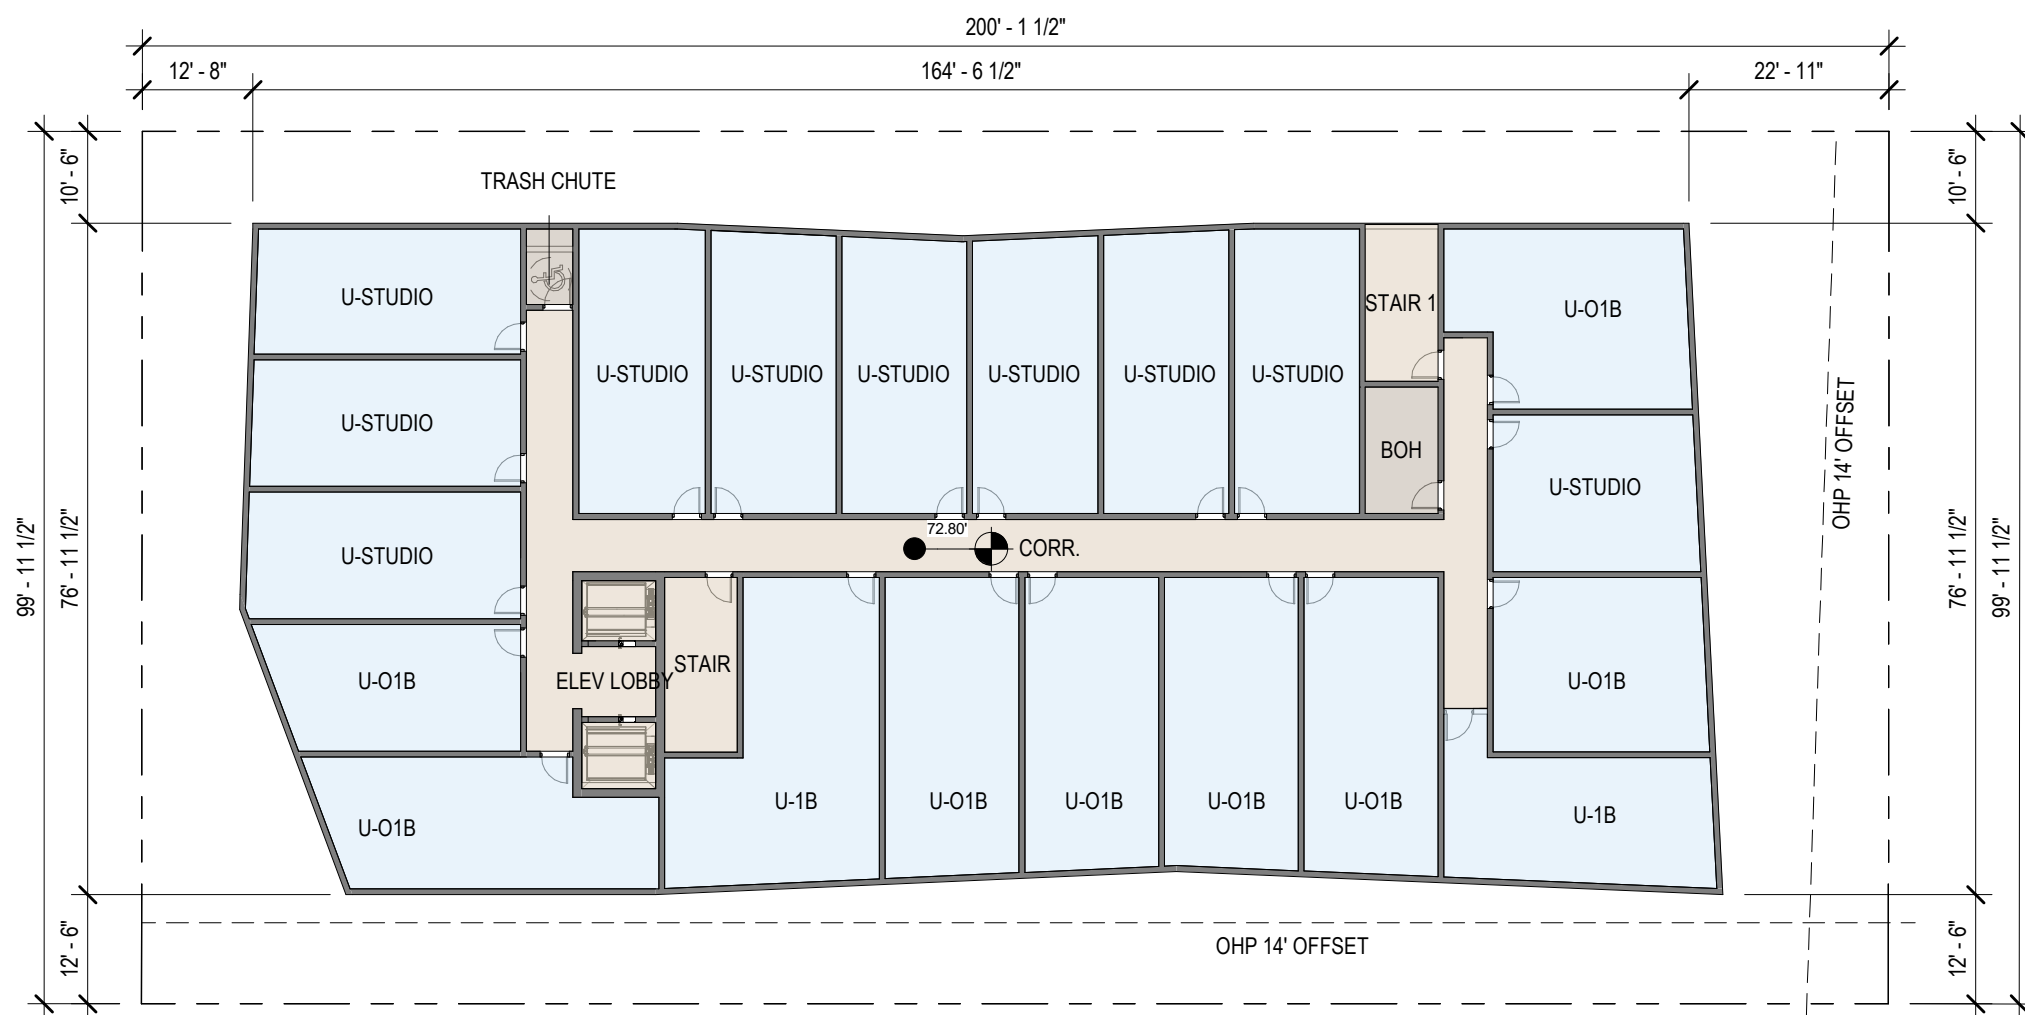 200' - 1 1/2"
12' - 8"
164' - 6 1/2"
22' - 11"
10' - 6"
10' - 6"
TRASH CHUTE
U-STUDIO
STAIR 1
U-O1B
U-STUDIO
U-STUDIO
U-STUDIO
U-STUDIO
U-STUDIO
U-STUDIO
U-STUDIO
OHP 14' OFFSET
BOH
U-STUDIO
U-STUDIO
72.80'
CORR.
99' - 11 1/2"
76' - 11 1/2"
76' - 11 1/2"
99' - 11 1/2"
U-STUDIO
STAIR
U-O1B
ELEV LOBBY
U-O1B
U-1B
U-O1B
U-O1B
U-O1B
U-O1B
U-1B
U-O1B
12' - 6"
12' - 6"
OHP 14' OFFSET